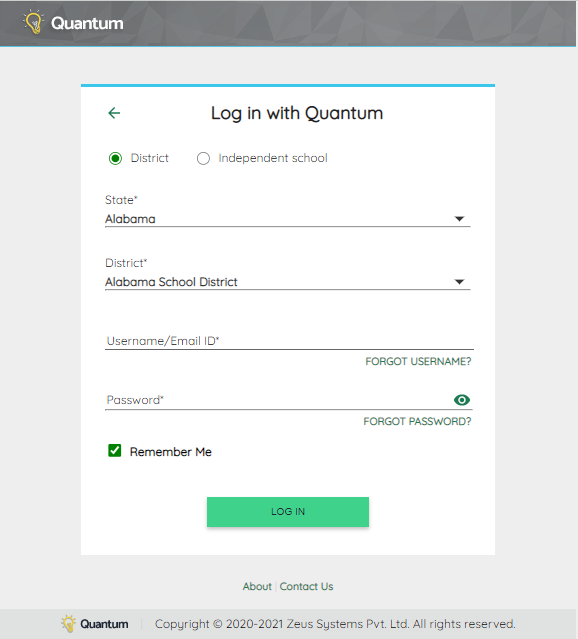 Quantum
Log in with Quantum
District Independent school
State*
Alabama
District*
Alabama School District
Username/Email ID*
FORGOT USERNAME?
Password*
FORGOT PASSWORD?
Remember Me
LOG IN
About | Contact Us
Quantum | Copyright © 2020-2021 Zeus Systems Pvt. Ltd. All rights reserved.